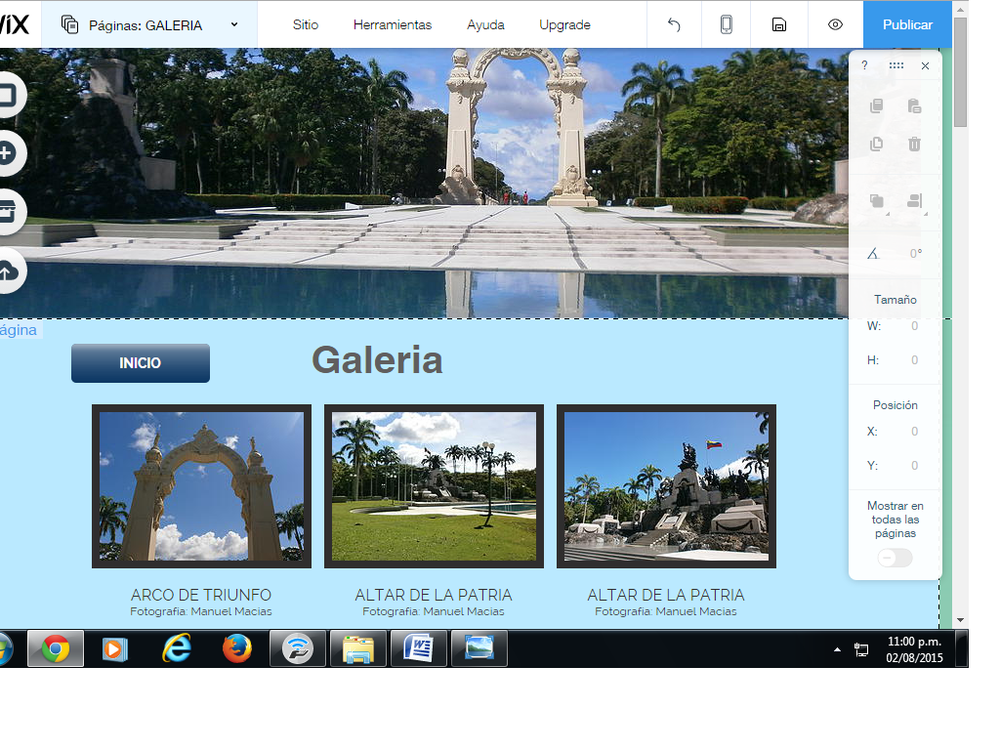 WiX
Páginas: GALERIA
Sitio
Herramientas
Ayuda
Upgrade
Publicar
?
0°
Tamaño
W: 0
H: 0
Posición
X: 0
Y: 0
Mostrar en
todas las
páginas
ágina
INICIO
Galeria
ARCO DE TRIUNFO
Fotografia: Manuel Macias
ALTAR DE LA PATRIA
Fotografia: Manuel Macias
ALTAR DE LA PATRIA
Fotografia: Manuel Macias
11:00 p.m.
02/08/2015